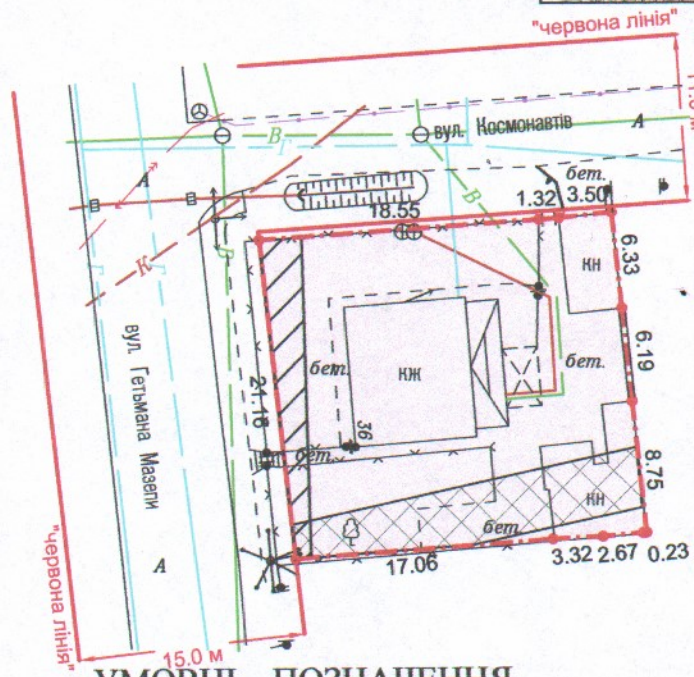 "червона лінія"
вул. Космонавтів
А
В
Г
А
В
бет.
18.55
1.32
3.50
К
В
кн
6.33
вул. Гетьмана Мазепи
бет.
кж
бет.
6.19
21.16
36
бет.
8.75
кн
бет.
А
17.06
3.32
2.67
0.23
"червона лінія"
15.0 м
УМОВНІ ПОЗНАЧЕННЯ